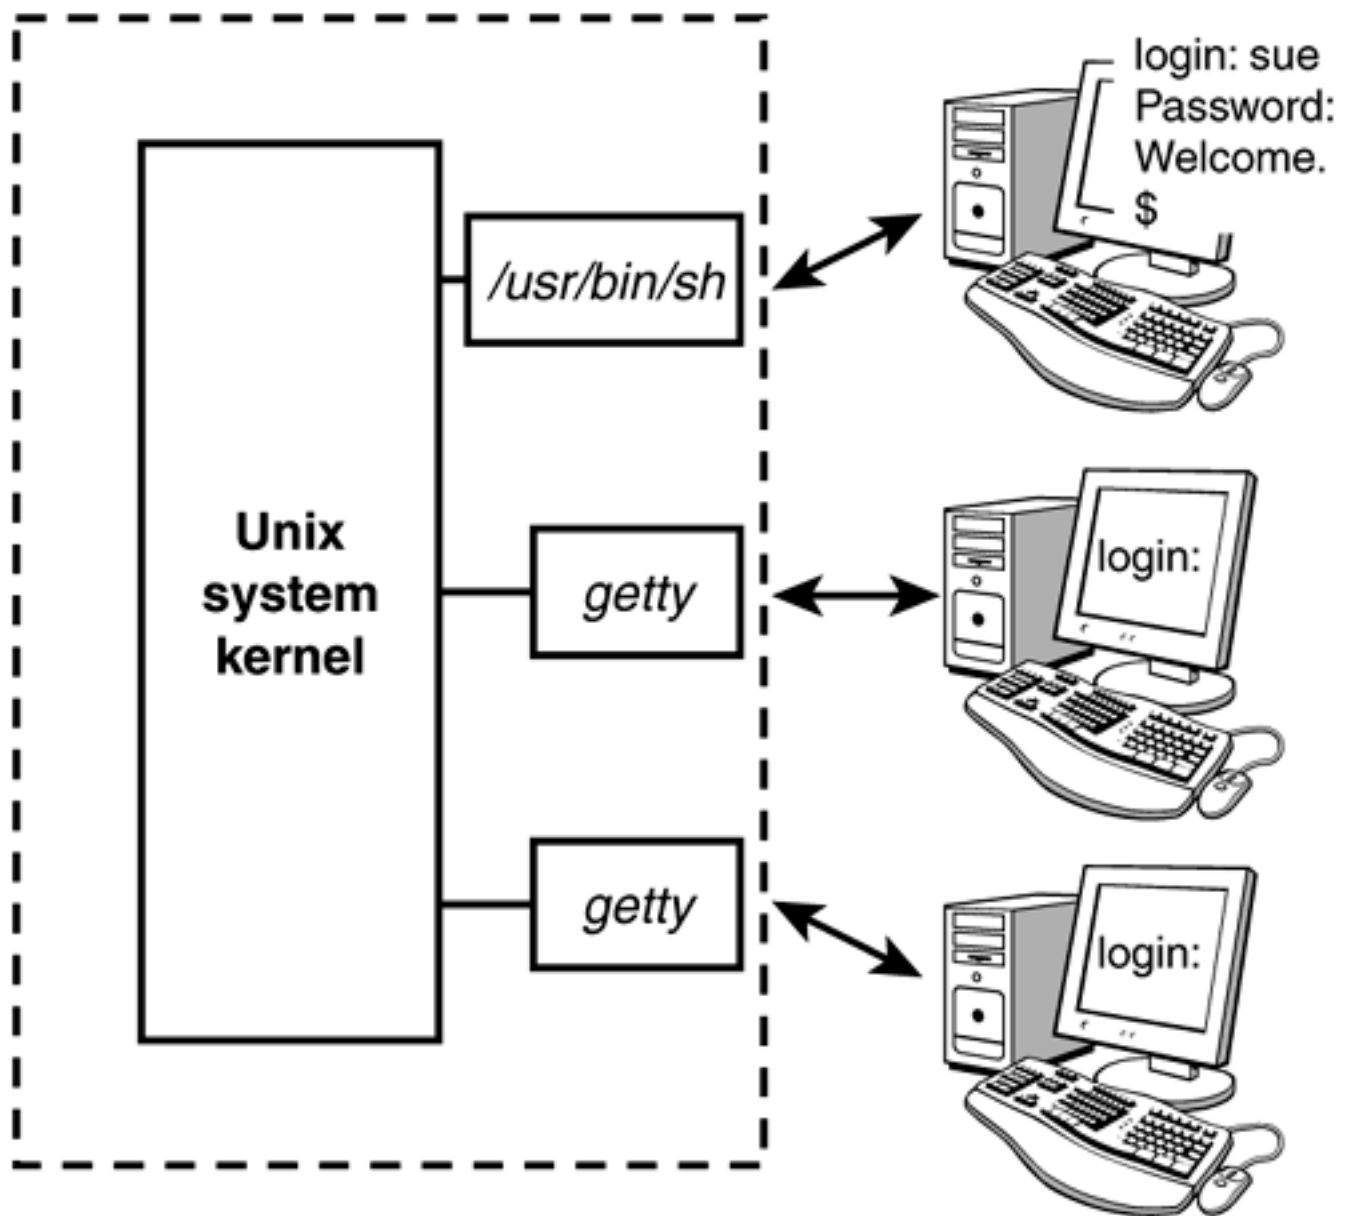 login: sue
Password:
Welcome.
$
/usr/bin/sh
Unix
system
kernel
getty
login:
getty
login: